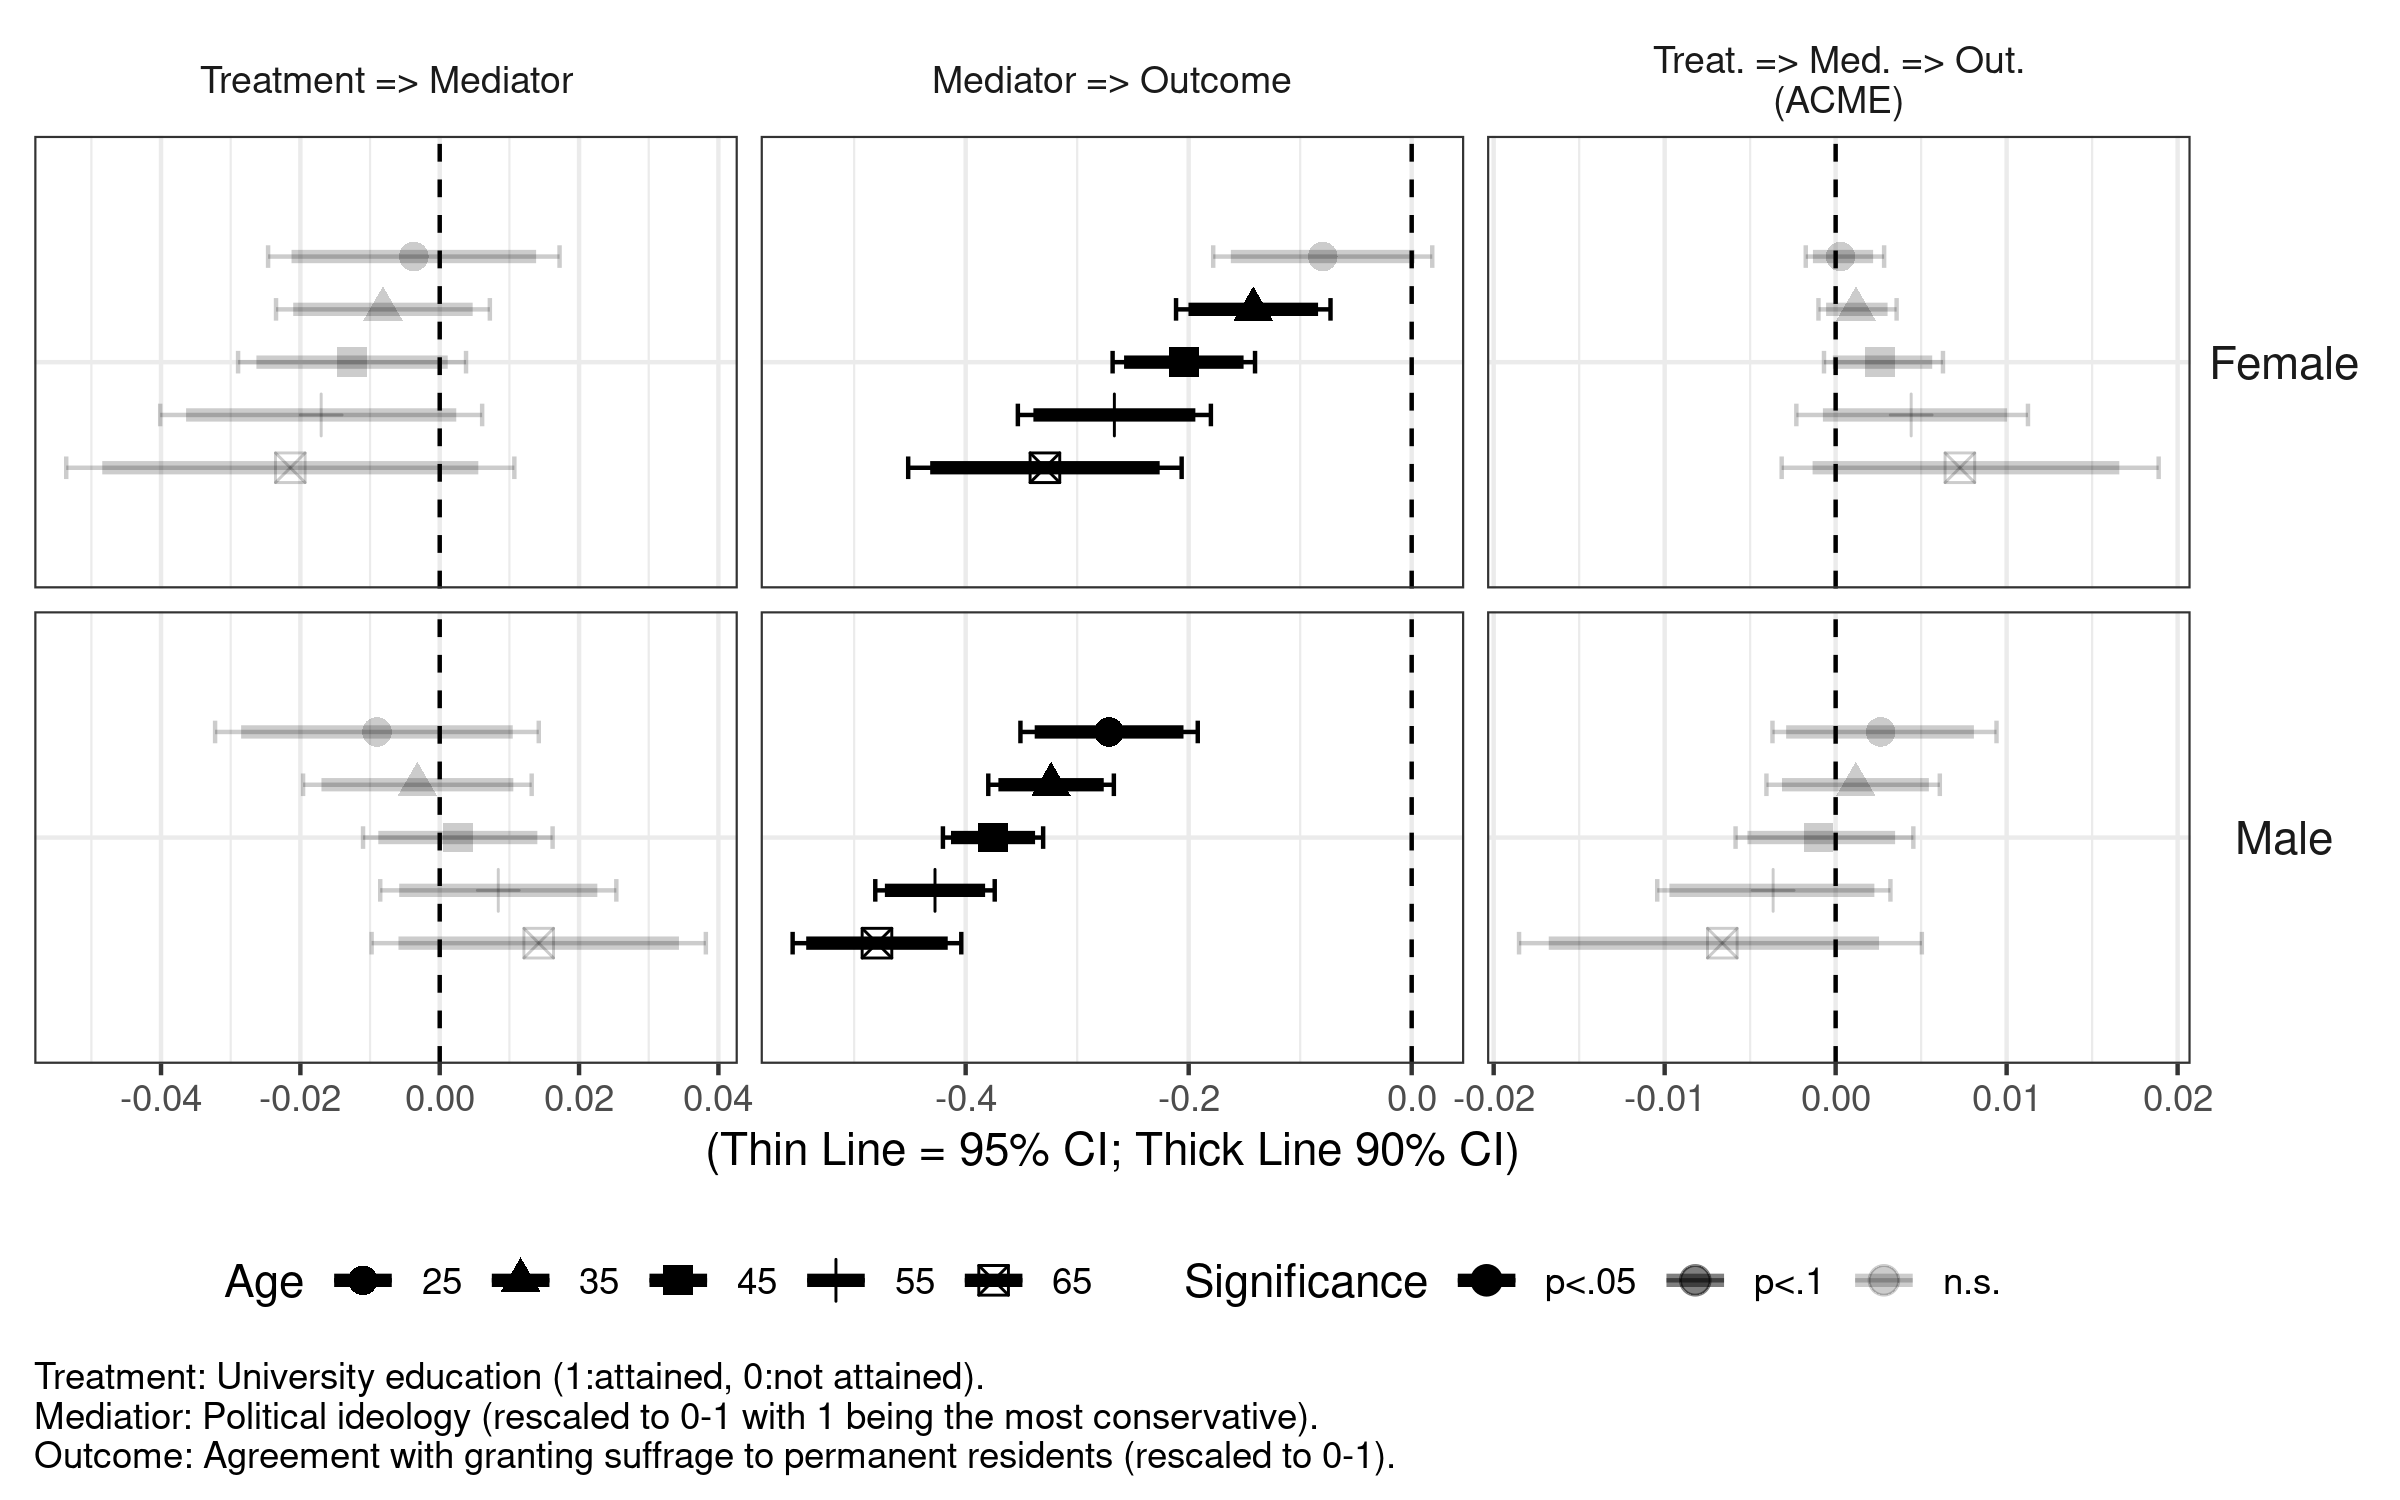 Treatment => Mediator
Mediator => Outcome
Treat. => Med. => Out.
(ACME)
Female
Male
-0.04 -0.02 0.00 0.02 0.04 -0.4 -0.2 0.0 -0.02 -0.01 0.00 0.01 0.02
(Thin Line = 95% CI; Thick Line 90% CI)
Age 25 35 45 55 65 Significance p<.05 p<.1 n.s.
Treatment: University education (1:attained, 0:not attained).
Mediatior: Political ideology (rescaled to 0-1 with 1 being the most conservative).
Outcome: Agreement with granting suffrage to permanent residents (rescaled to 0-1).